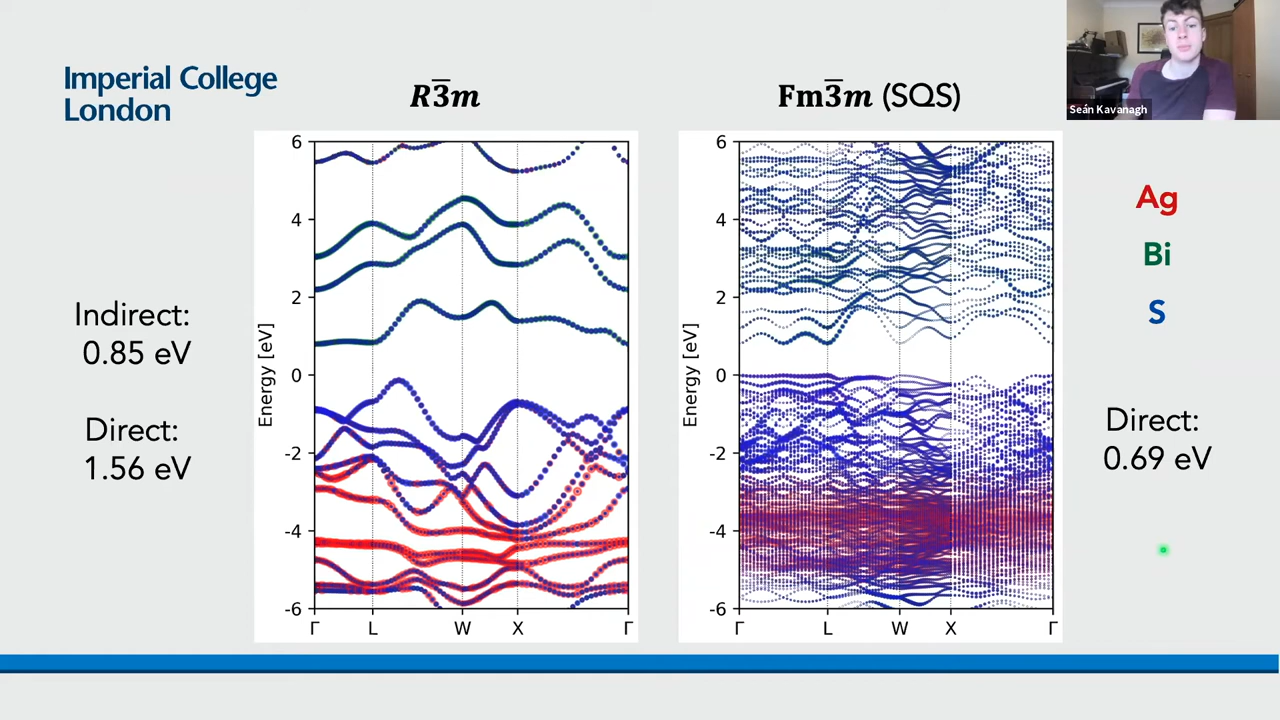 Imperial College
London
R3̅m
Fm3̅m (SQS)
Seán Kavanagh
Indirect:
0.85 eV
Direct:
1.56 eV
Energy [eV]
6
4
2
0
-2
-4
-6
Γ L W X Γ
Energy [eV]
6
4
2
0
-2
-4
-6
Γ L W X Γ
Ag
Bi
S
Direct:
0.69 eV